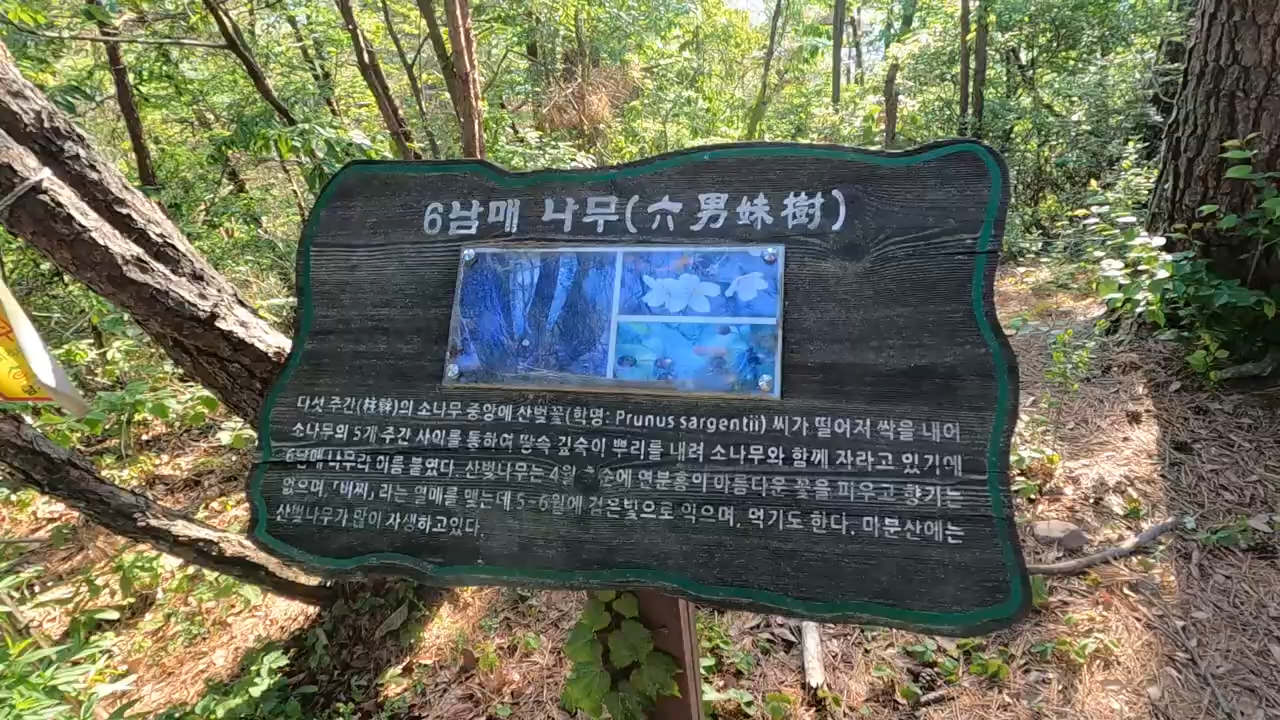 6남매 나무(六男妹樹)
다섯 주간(柱幹)의 소나무 중앙에 산벚꽃(학명: Prunus sargentii) 씨가 떨어저 싹을 내어
소나무의 5개 주간 사이를 통하여 땅속 깊숙이 뿌리를 내려 소나무와 함께 자라고 있기에
6남매 나무라 이름 붙였다. 산벚나무는 4월 순에 연분홍의 아름다운 꽃을 피우고 향기는
없으며, 「버찌」라는 열매를 맺는데 5~6월에 검은빛으로 익으며, 먹기도 한다. 마분산에는
산벚나무가 많이 자생하고있다.